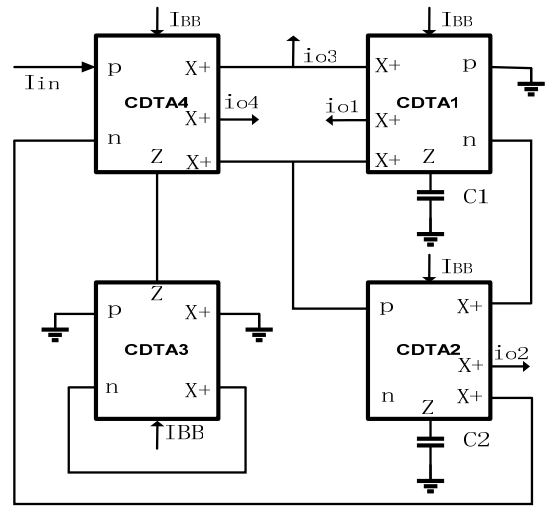 IBB
IBB
Iin
p
X+
io3
X+
p
CDTA4
X+
io4
io1
X+
CDTA1
n
X+
X+
n
Z
Z
C1
IBB
Z
p
X+
p
X+
CDTA3
CDTA2
X+
io2
n
X+
n
X+
Z
IBB
C2